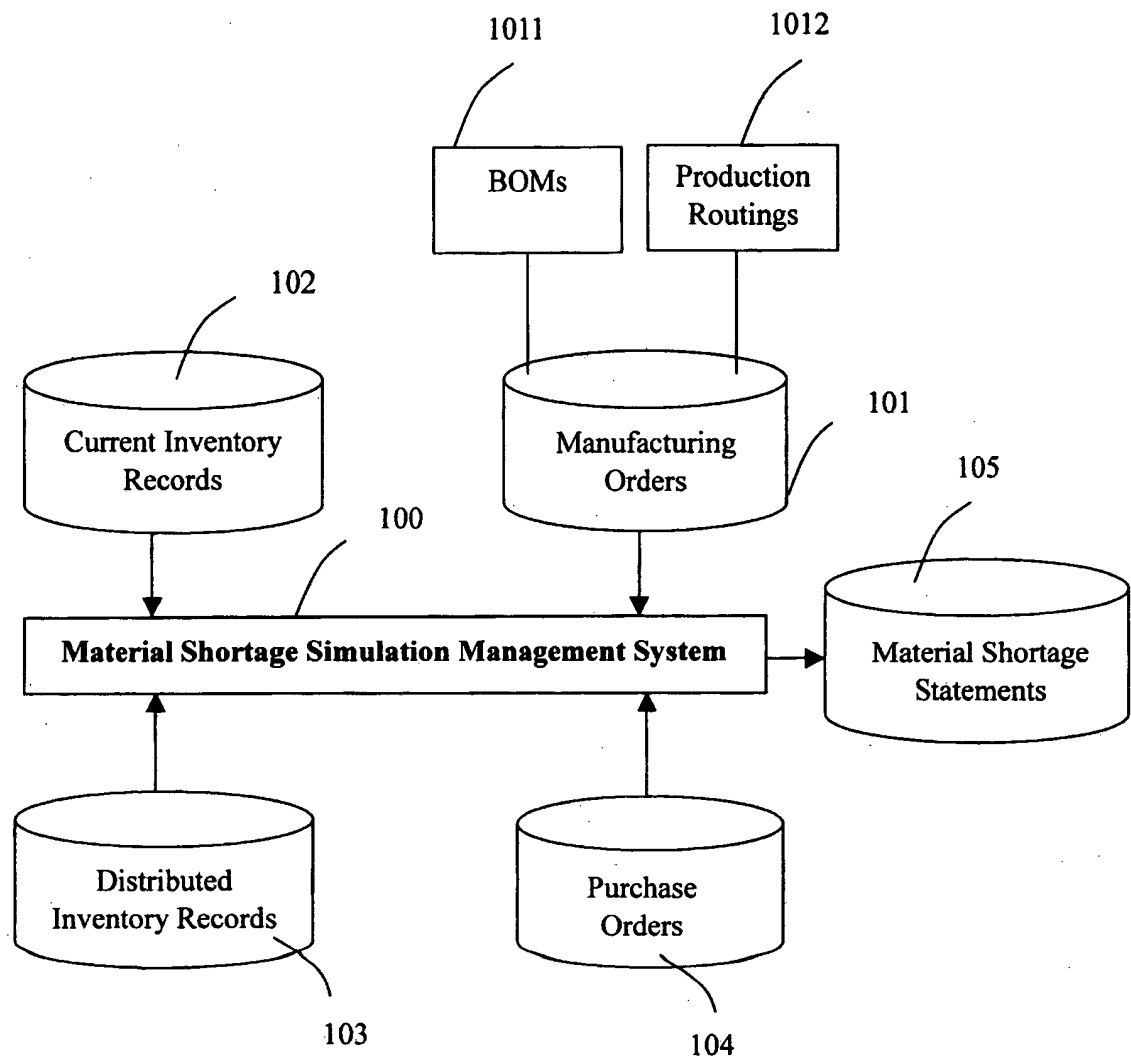 1011
1012
BOMs
Production
Routings
102
Current Inventory
Records
Manufacturing
Orders
101
105
100
Material Shortage Simulation Management System
Material Shortage
Statements
Distributed
Inventory Records
Purchase
Orders
103
104